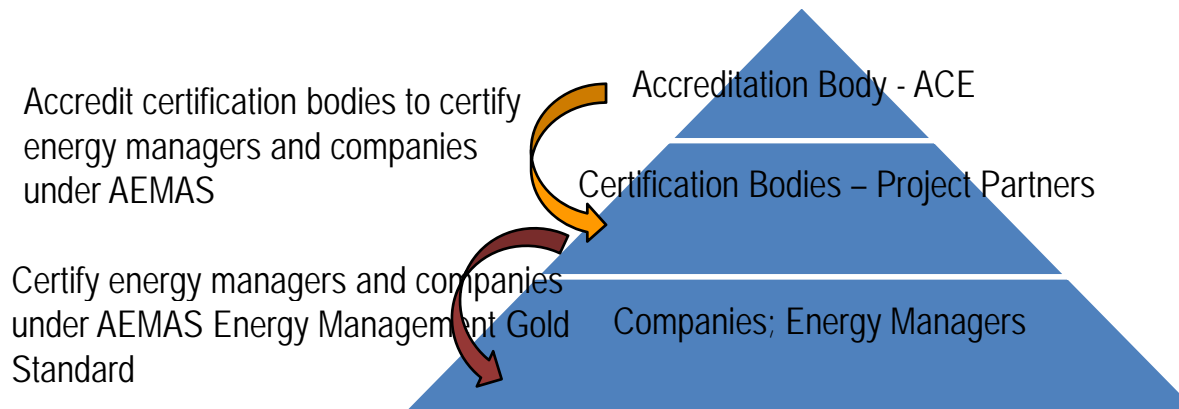 Accreditation Body - ACE
Accredit certification bodies to certify
energy managers and companies
under AEMAS
Certification Bodies – Project Partners
Certify energy managers and companies
under AEMAS Energy Management Gold
Standard
Companies; Energy Managers